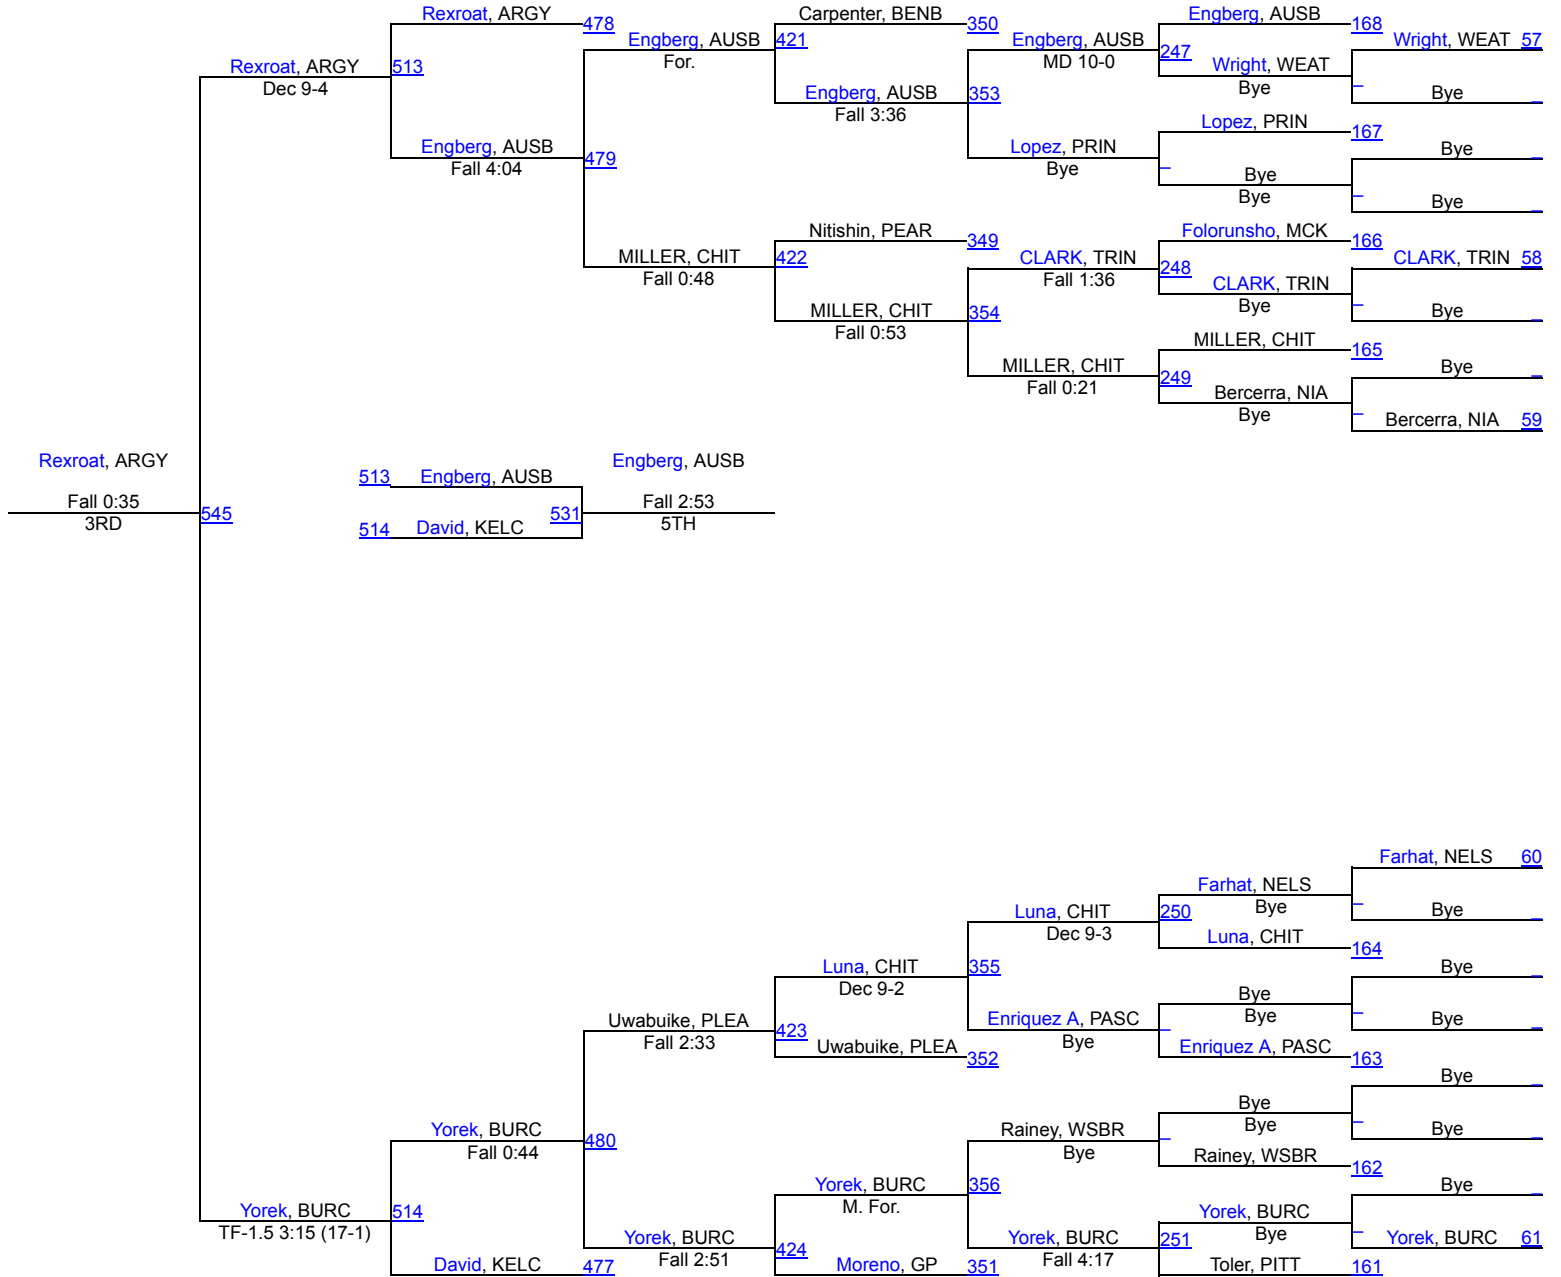 Rexroat, ARGY
478
Carpenter, BENB
350
Engberg, AUSB
168
Engberg, AUSB
For.
421
Engberg, AUSB
MD 10-0
247
Wright, WEAT 57
Rexroat, ARGY
Dec 9-4
513
Wright, WEAT
Bye
_
Engberg, AUSB
Fall 3:36
353
Bye _
Lopez, PRIN
167
Engberg, AUSB
Fall 4:04
479
Lopez, PRIN
Bye
_
Bye _
Bye
Bye
_
Bye _
Nitishin, PEAR
349
Folorunsho, MCK
166
MILLER, CHIT
Fall 0:48
422
CLARK, TRIN
Fall 1:36
248
CLARK, TRIN 58
CLARK, TRIN
Bye
_
MILLER, CHIT
Fall 0:53
354
Bye _
MILLER, CHIT
165
MILLER, CHIT
Fall 0:21
249
Bye _
Bercerra, NIA
Bye
_
Bercerra, NIA 59
Rexroat, ARGY
Fall 0:35
3RD
545
513 Engberg, AUSB
514 David, KELC
531
Engberg, AUSB
Fall 2:53
5TH
Farhat, NELS 60
Farhat, NELS
Bye
_
Luna, CHIT
Dec 9-3
250
Bye _
Luna, CHIT
164
Luna, CHIT
Dec 9-2
355
Bye _
Bye
Bye
_
Uwabuike, PLEA
Fall 2:33
423
Enriquez A, PASC
Bye
_
Bye _
Uwabuike, PLEA
352
Enriquez A, PASC
163
Bye _
Bye
Bye
_
Yorek, BURC
Fall 0:44
480
Rainey, WSBR
Bye
_
Bye _
Rainey, WSBR
162
Yorek, BURC
M. For.
356
Bye _
Yorek, BURC
TF-1.5 3:15 (17-1)
514
Yorek, BURC
Bye
_
Yorek, BURC
Fall 2:51
424
Yorek, BURC
Fall 4:17
251
Yorek, BURC 61
David, KELC
477
Moreno, GP
351
Toler, PITT
161